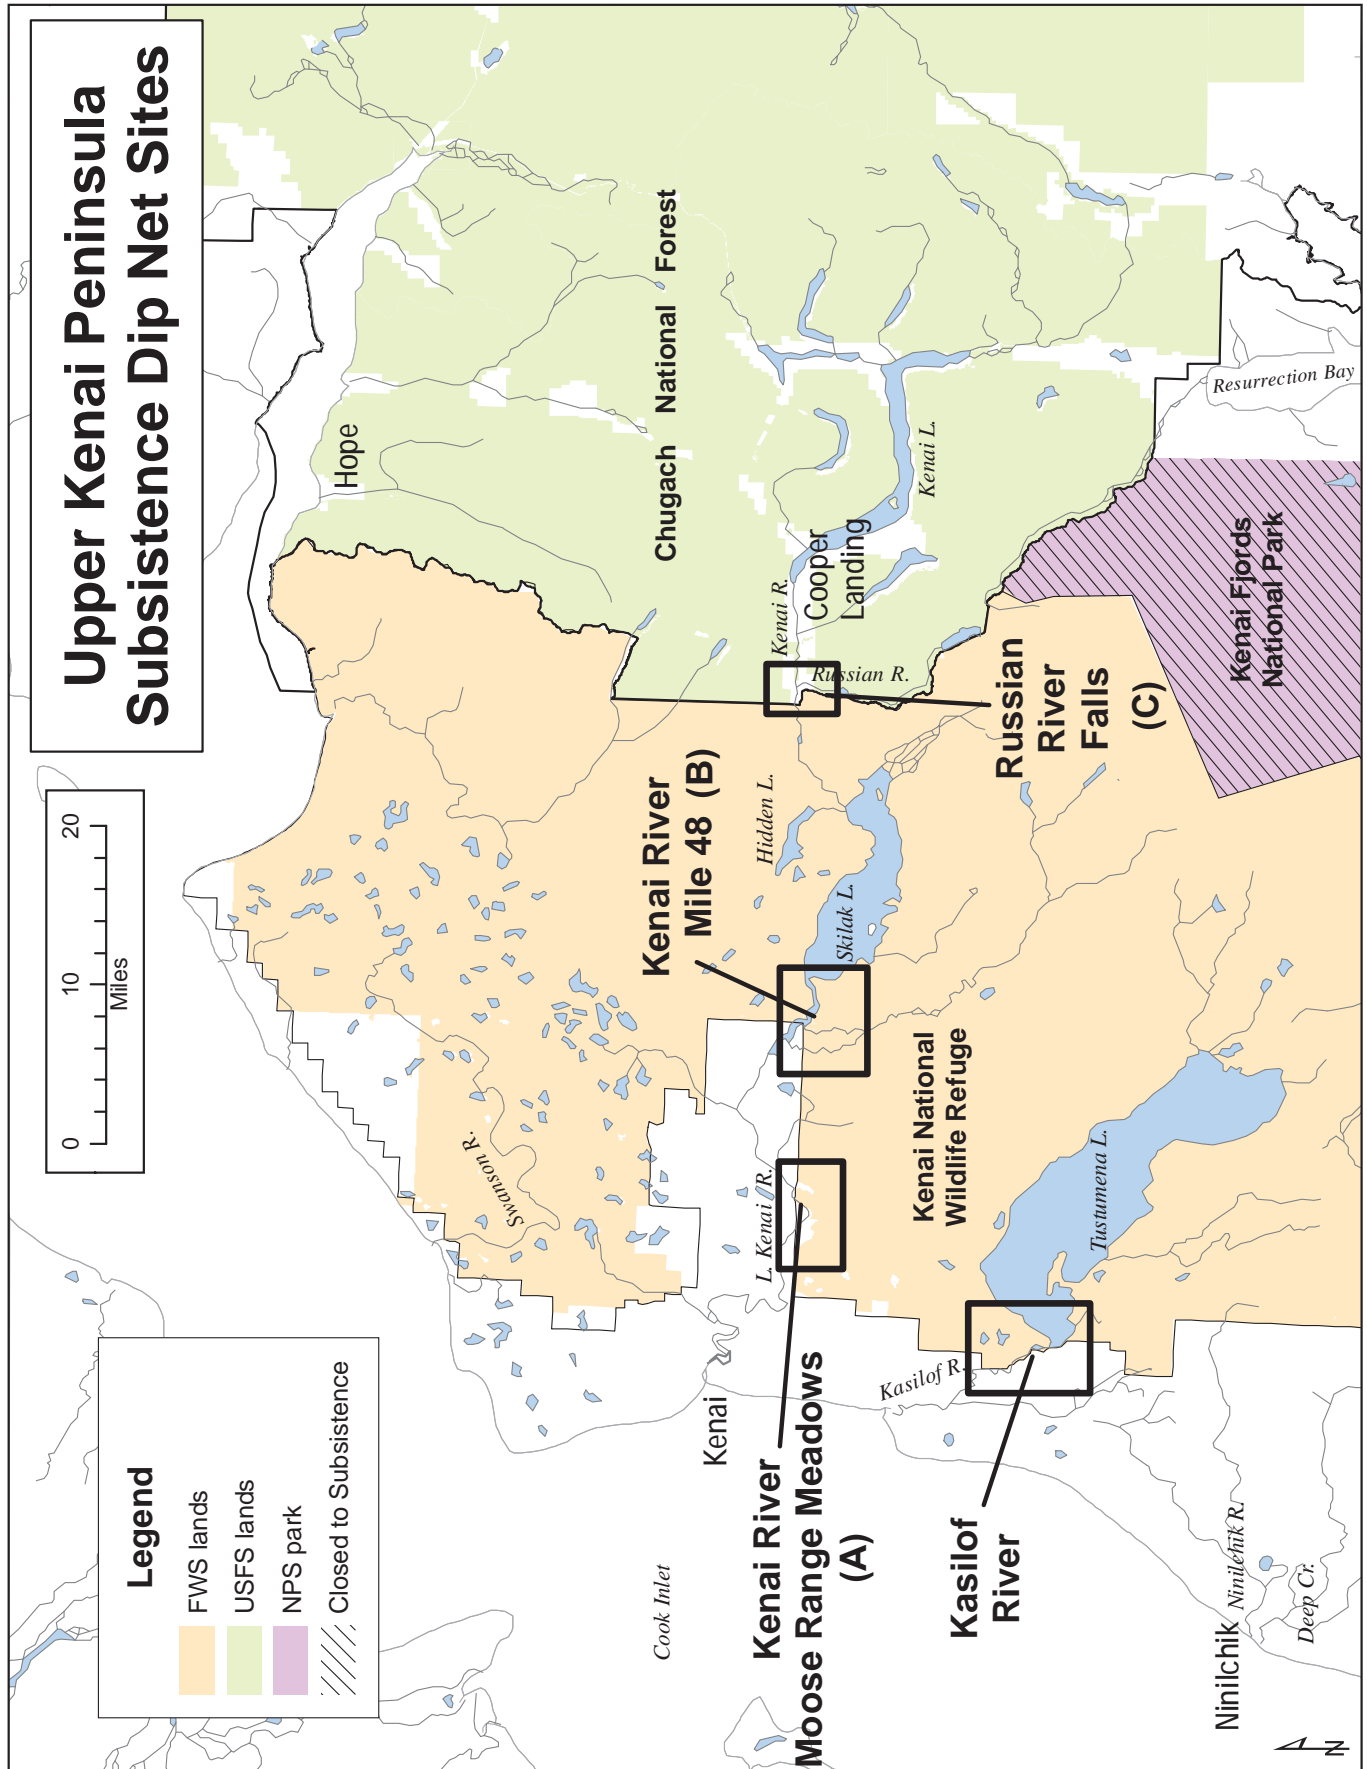 Upper Kenai Peninsula
Subsistence Dip Net Sites
0
10
20
Miles
Legend
FWS lands
USFS lands
NPS park
Closed to Subsistence
Hope
Chugach National Forest
Swanson R.
Kenai River
Mile 48 (B)
Hidden L.
Skilak L.
Kenai R.
Cooper
Landing
Kenai L.
Russian R.
Russian
River
Falls
(C)
Resurrection Bay
Kenai Fjords
National Park
Cook Inlet
Kenai
L. Kenai R.
Kenai River
Moose Range Meadows
(A)
Kenai National
Wildlife Refuge
Kasilof R.
Kasilof
River
Tustumena L.
Ninilchik
Ninilchik R.
Deep Cr.
N